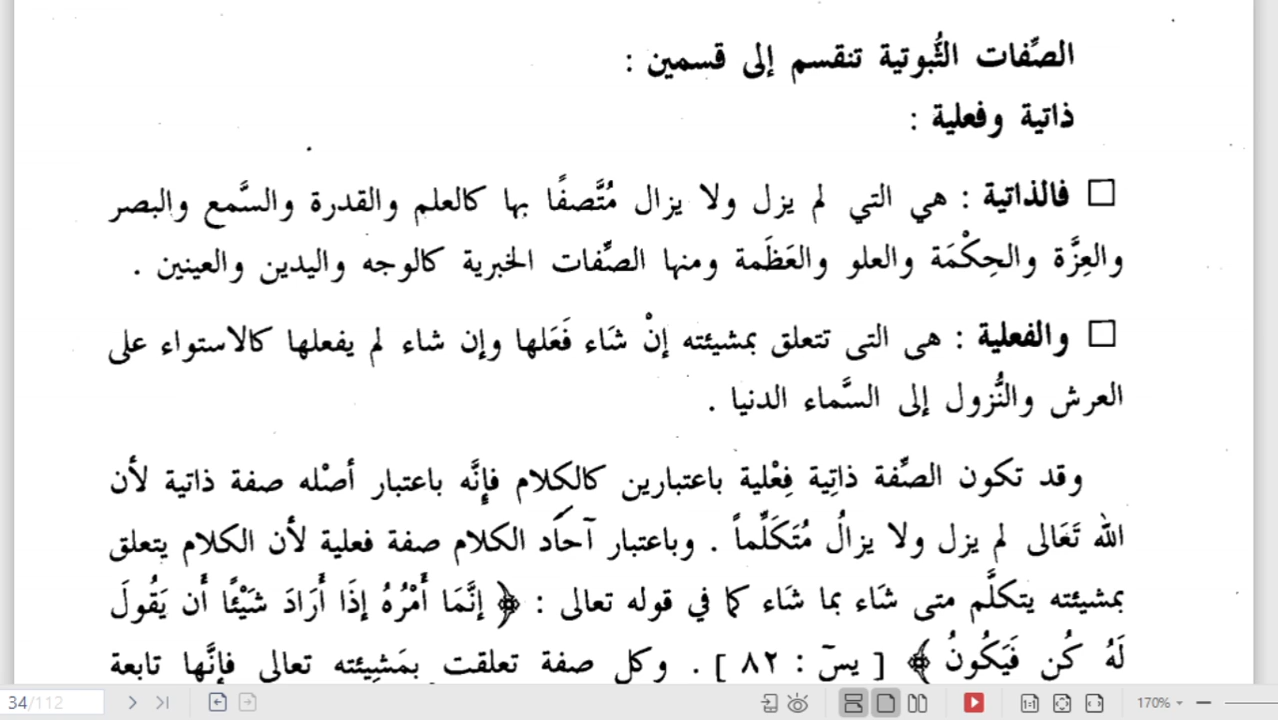 الصِّفات الثُّبوتية تنقسم إلى قسمين :
ذاتية وفعلية :
□ فالذاتية : هي التي لم يزل ولا يزال مُتَّصفًا بها كالعلم والقدرة والسَّمع والبصر
والعِزَّة والحِكْمَة والعلو والعَظَمة ومنها الصِّفات الخبرية كالوجه واليدين والعينين .
□ والفعلية : هى التى تتعلق بمشيئته إنْ شَاء فَعَلها وإن شاء لم يفعلها كالاستواء على
العرش والنُّزول إلى السَّماء الدنيا .
وقد تكون الصِّفة ذاتِية فِعْلية باعتبارين كالكلام فإنَّه باعتبار أصْله صفة ذاتية لأن
الله تَعَالى لم يزل ولا يزالُ مُتَكَلِّماً . وباعتبار آحَاد الكلام صفة فعلية لأن الكلام يتعلق
بمشيئته يتكلَّم متى شَاء بما شَاء كما في قوله تعالى : ﴿ إنَّمَا أَمْرُهُ إذَا أَرَادَ شَيْئًا أَن يَقُولَ
لَهُ كُن فَيَكُونُ ﴾ [ يسٓ : ٨٢ ] . وكل صفة تعلقت بمَشِيئته تعالى فإنَّها تابعة
34/112
1:1
170%